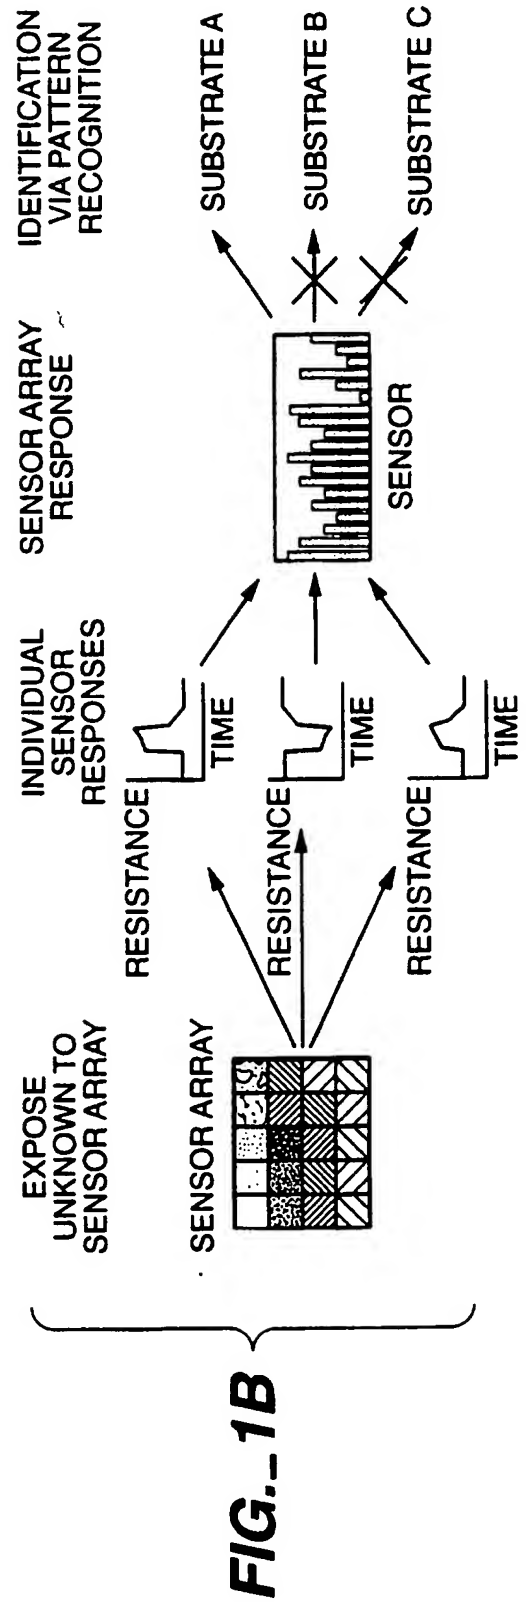 EXPOSE
UNKNOWN TO
SENSOR ARRAY
SENSOR ARRAY
INDIVIDUAL
SENSOR
RESPONSES
RESISTANCE
TIME
RESISTANCE
TIME
RESISTANCE
TIME
SENSOR ARRAY
RESPONSE
SENSOR
IDENTIFICATION
VIA PATTERN
RECOGNITION
SUBSTRATE A
SUBSTRATE B
SUBSTRATE C
FIG._1B